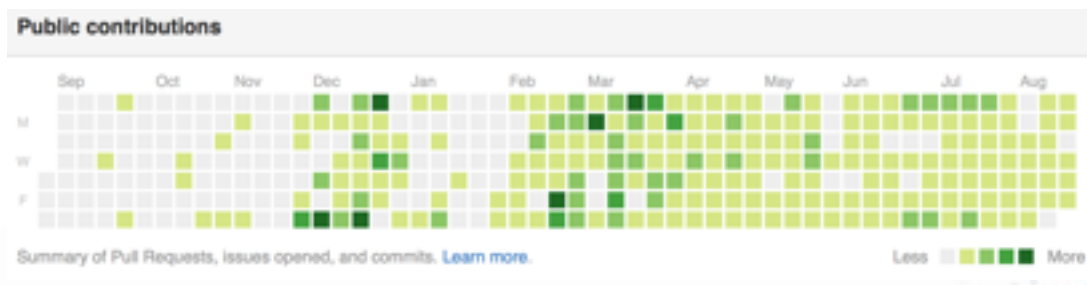 Public contributions
Sep Oct Nov Dec Jan Feb Mar Apr May Jun Jul Aug
M
W
F
Summary of Pull Requests, issues opened, and commits. Learn more.
Less More